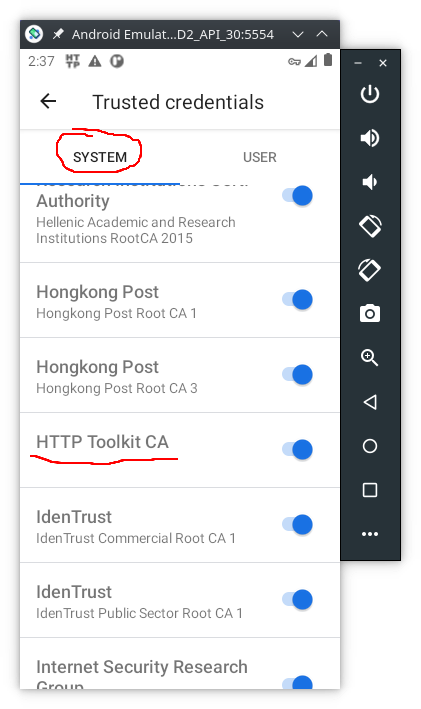 Android Emulat...D2_API_30:5554
2:37 HT TP
Trusted credentials
SYSTEM USER
Authority
Hellenic Academic and Research
Institutions RootCA 2015
Hongkong Post
Hongkong Post Root CA 1
Hongkong Post
Hongkong Post Root CA 3
HTTP Toolkit CA
IdenTrust
IdenTrust Commercial Root CA 1
IdenTrust
IdenTrust Public Sector Root CA 1
Internet Security Research
Group